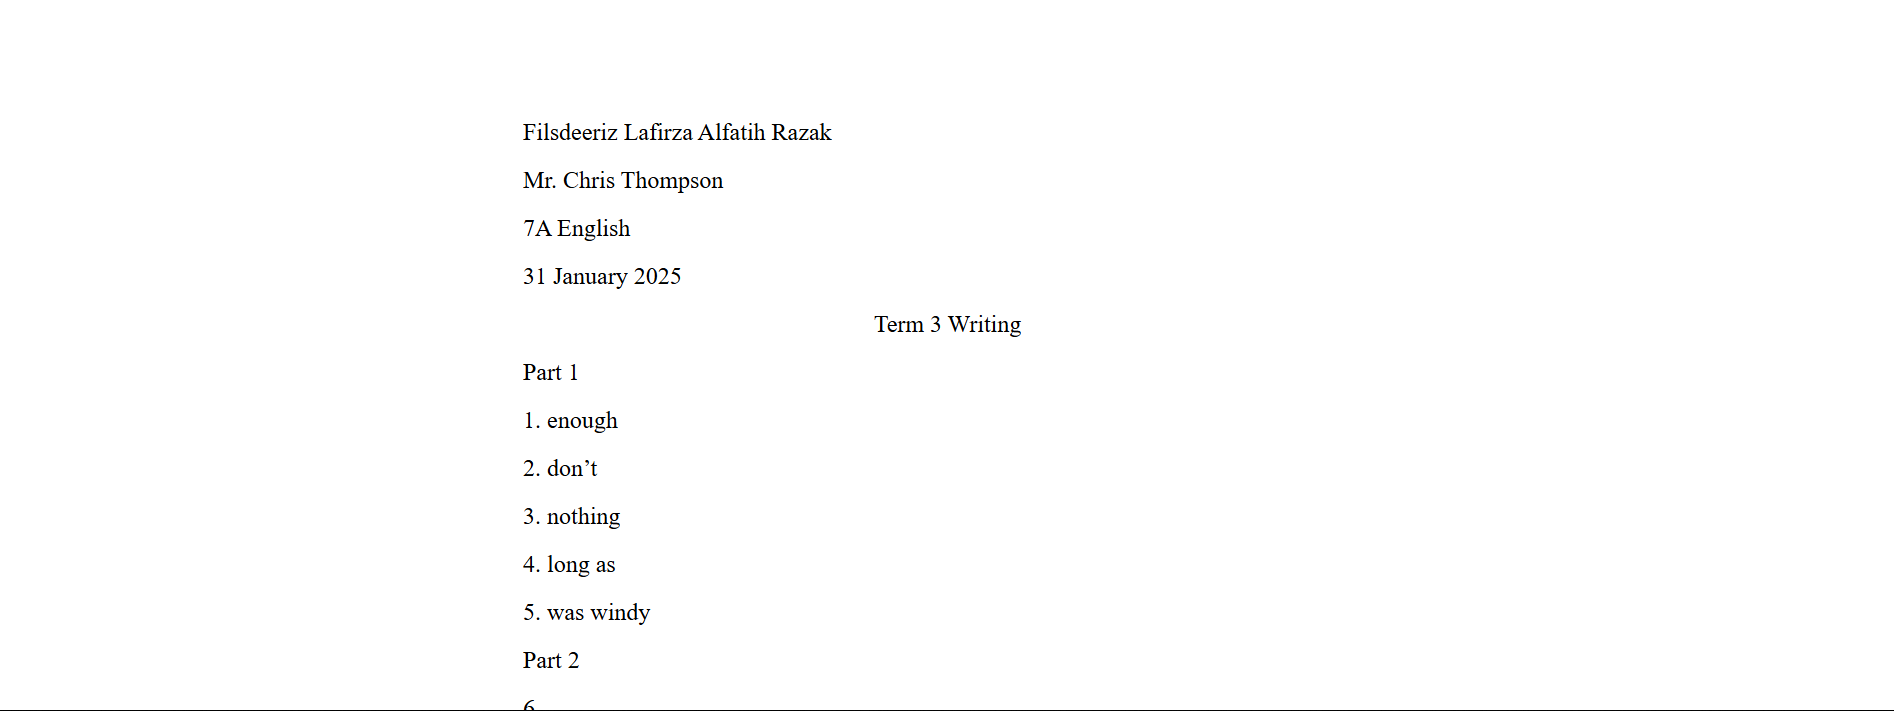 Filsdeeriz Lafirza Alfatih Razak
Mr. Chris Thompson
7A English
31 January 2025
Term 3 Writing
Part 1
1. enough
2. don’t
3. nothing
4. long as
5. was windy
Part 2
6